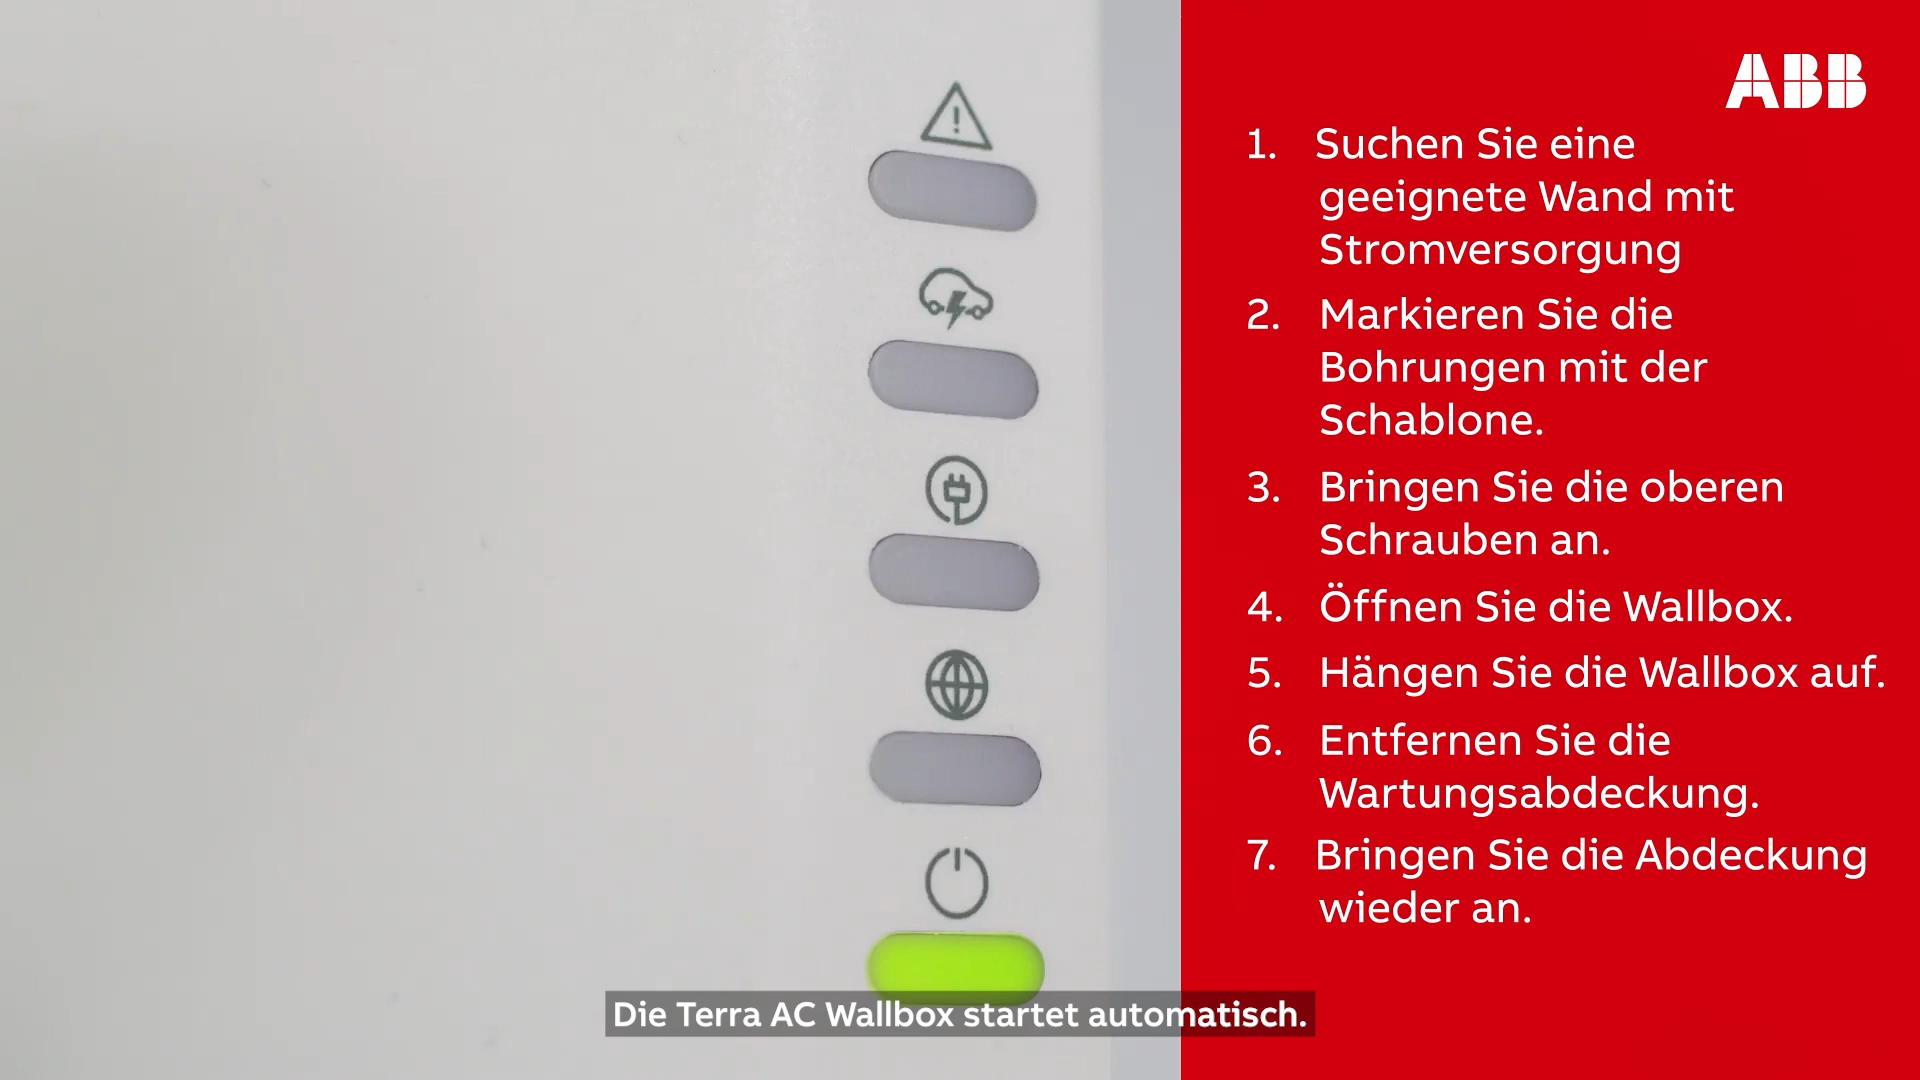 ABB
1. Suchen Sie eine
geeignete Wand mit
Stromversorgung
2. Markieren Sie die
Bohrungen mit der
Schablone.
3. Bringen Sie die oberen
Schrauben an.
4. Öffnen Sie die Wallbox.
5. Hängen Sie die Wallbox auf.
6. Entfernen Sie die
Wartungsabdeckung.
7. Bringen Sie die Abdeckung
wieder an.
Die Terra AC Wallbox startet automatisch.